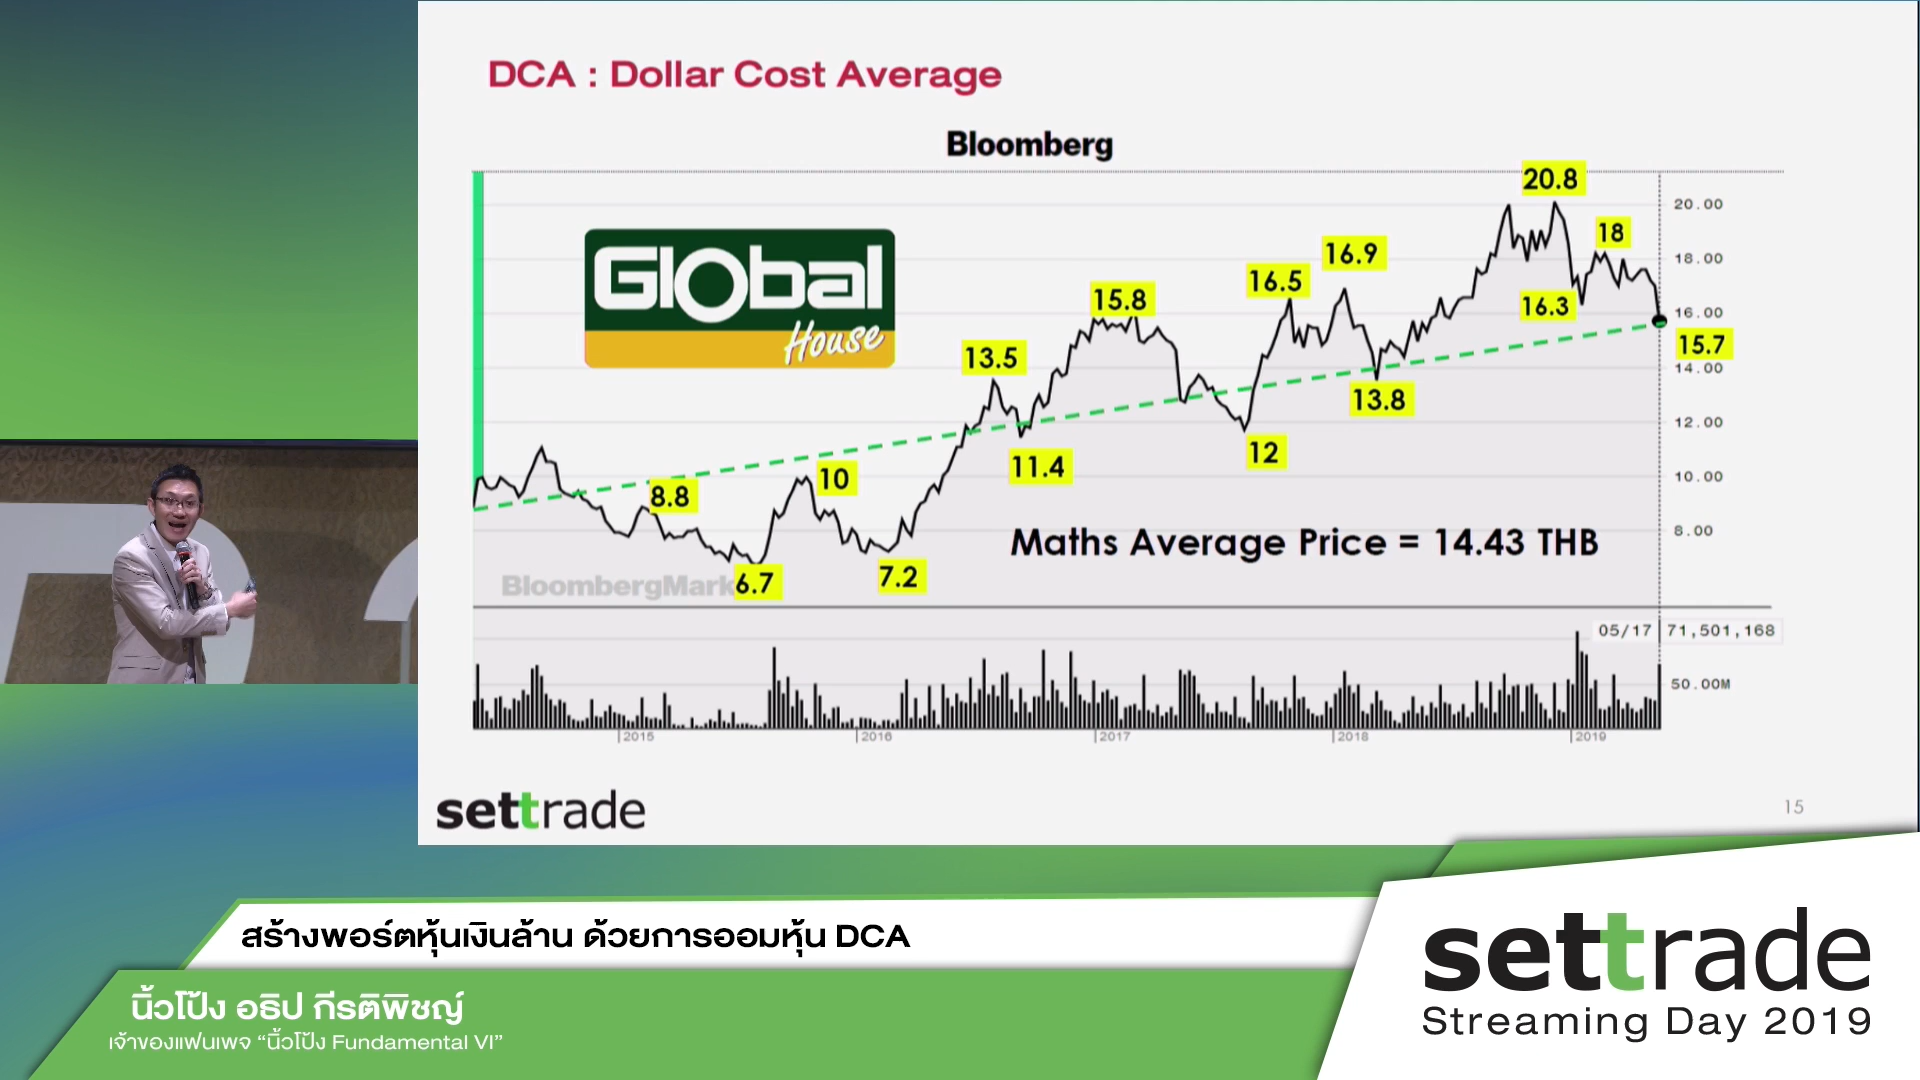 DCA : Dollar Cost Average
Bloomberg
Global
House
20.8
18
16.9
16.5
16.3
15.8
15.7
13.5
13.8
12
11.4
10
8.8
7.2
6.7
20.00
18.00
16.00
14.00
12.00
10.00
8.00
Maths Average Price = 14.43 THB
BloombergMark
05/17 71,501,168
50.00M
2015 2016 2017 2018 2019
settrade
15
สร้างพอร์ตหุ้นเงินล้าน ด้วยการออมหุ้น DCA
นิ้วโป้ง อธิป กีรติพิชญ์
เจ้าของแฟนเพจ “นิ้วโป้ง Fundamental VI”
settrade
Streaming Day 2019